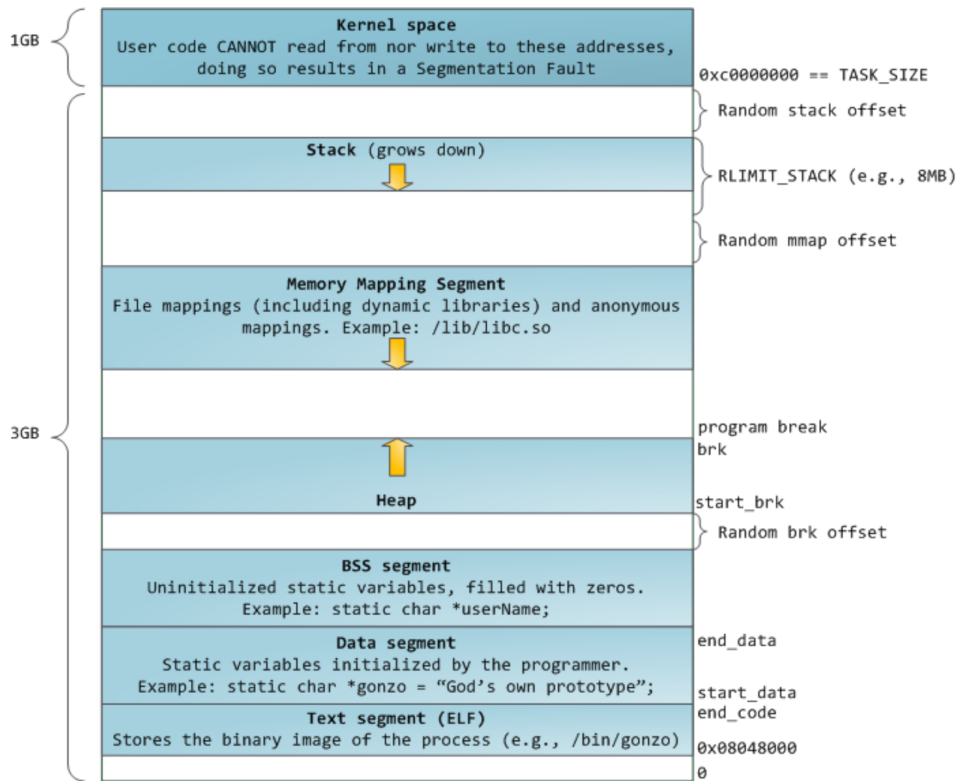 Kernel space
1GB
User code CANNOT read from nor write to these addresses,
doing so results in a Segmentation Fault
0xc0000000 == TASK_SIZE
Random stack offset
Stack (grows down)
RLIMIT_STACK (e.g., 8MB)
Random mmap offset
Memory Mapping Segment
File mappings (including dynamic libraries) and anonymous
mappings. Example: /lib/libc.so
3GB
program break
brk
Heap
start_brk
Random brk offset
BSS segment
Uninitialized static variables, filled with zeros.
Example: static char *userName;
Data segment
end_data
Static variables initialized by the programmer.
Example: static char *gonzo = “God’s own prototype”;
start_data
Text segment (ELF)
end_code
Stores the binary image of the process (e.g., /bin/gonzo)
0x08048000
0